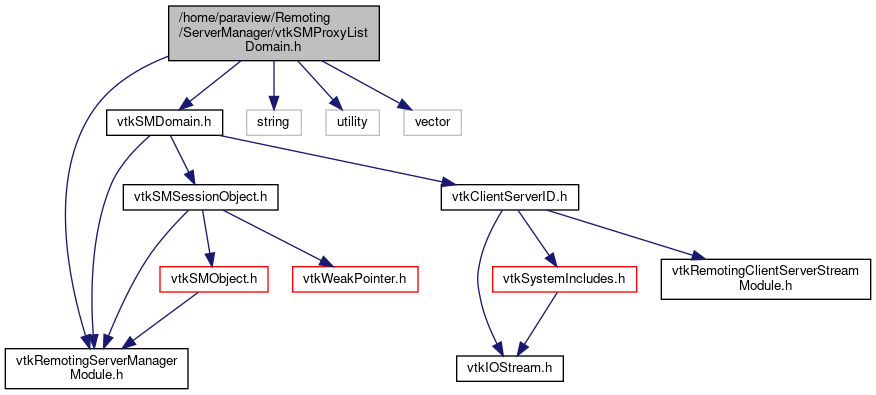 /home/paraview/Remoting
/ServerManager/vtkSMProxyList
Domain.h
vtkSMDomain.h
string
utility
vector
vtkSMSessionObject.h
vtkClientServerID.h
vtkSMObject.h
vtkWeakPointer.h
vtkSystemIncludes.h
vtkRemotingClientServerStream
Module.h
vtkRemotingServerManager
Module.h
vtkIOStream.h